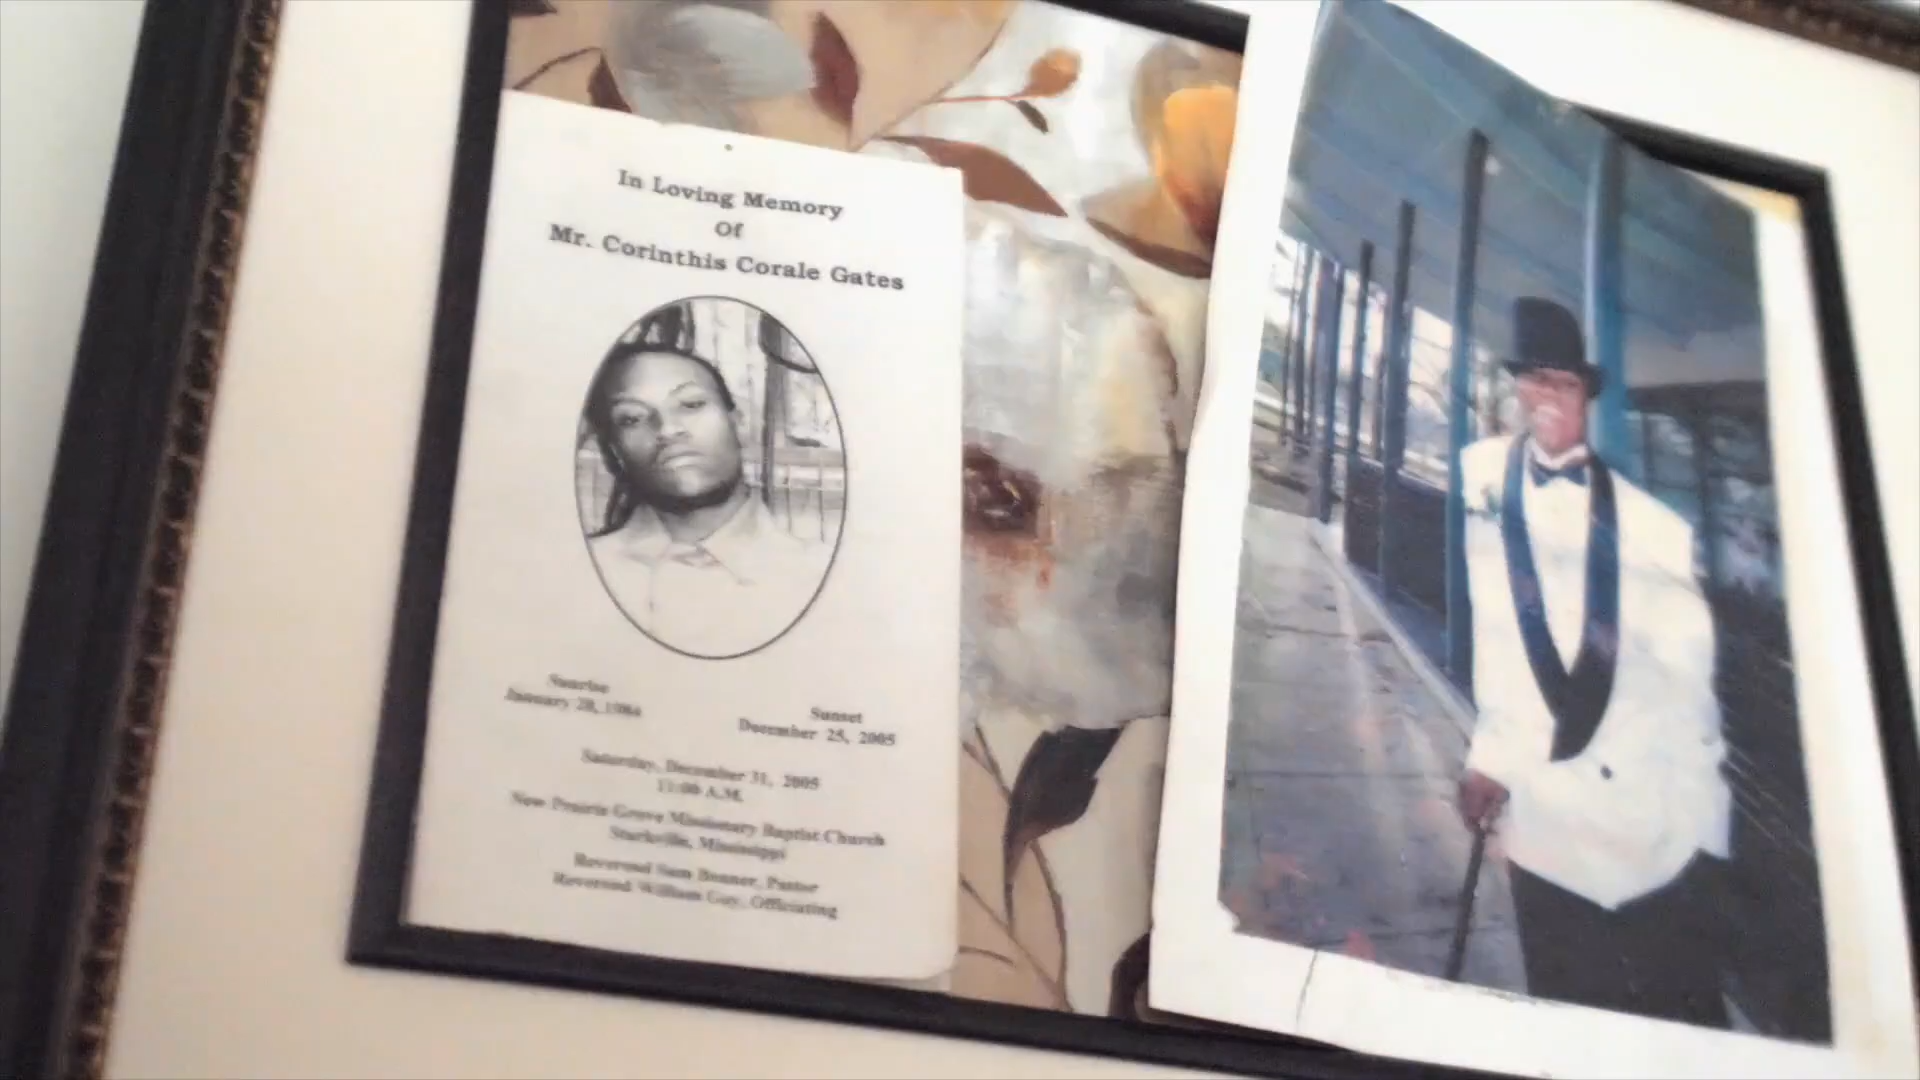 In Loving Memory
Of
Mr. Corinthis Corale Gates
Sunrise
January 28, 1984
Sunset
December 25, 2005
Saturday, December 31, 2005
11:00 A.M.
New Prairie Grove Missionary Baptist Church
Starkville, Mississippi
Reverend Sam Bonner, Pastor
Reverend William Guy, Officiating